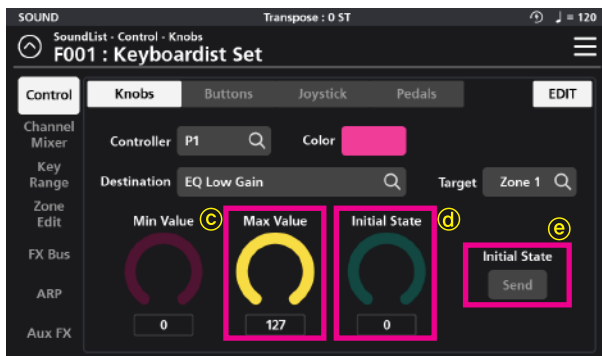 SOUND Transpose : 0 ST ♩ = 120
SoundList - Control - Knobs
F001 : Keyboardist Set
Control Knobs Buttons Joystick Pedals EDIT
Channel
Mixer
Controller P1 Color
Key
Range
Destination EQ Low Gain Target Zone 1
Zone
Edit
Min Value ⓒ Max Value Initial State ⓓ
ⓔ
FX Bus
Initial State
Send
ARP
0 127 0
Aux FX